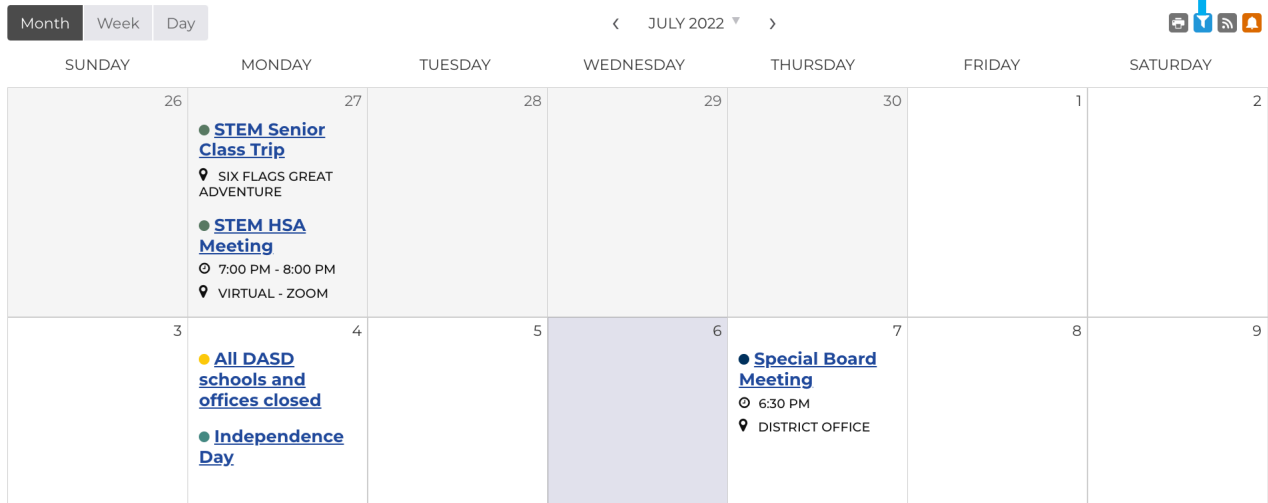 Month Week Day
JULY 2022
SUNDAY MONDAY TUESDAY WEDNESDAY THURSDAY FRIDAY SATURDAY
26 27 28 29 30 1 2
STEM Senior
Class Trip
SIX FLAGS GREAT
ADVENTURE
STEM HSA
Meeting
7:00 PM - 8:00 PM
VIRTUAL - ZOOM
3 4 5 6 7 8 9
All DASD
schools and
offices closed
Independence
Day
Special Board
Meeting
6:30 PM
DISTRICT OFFICE